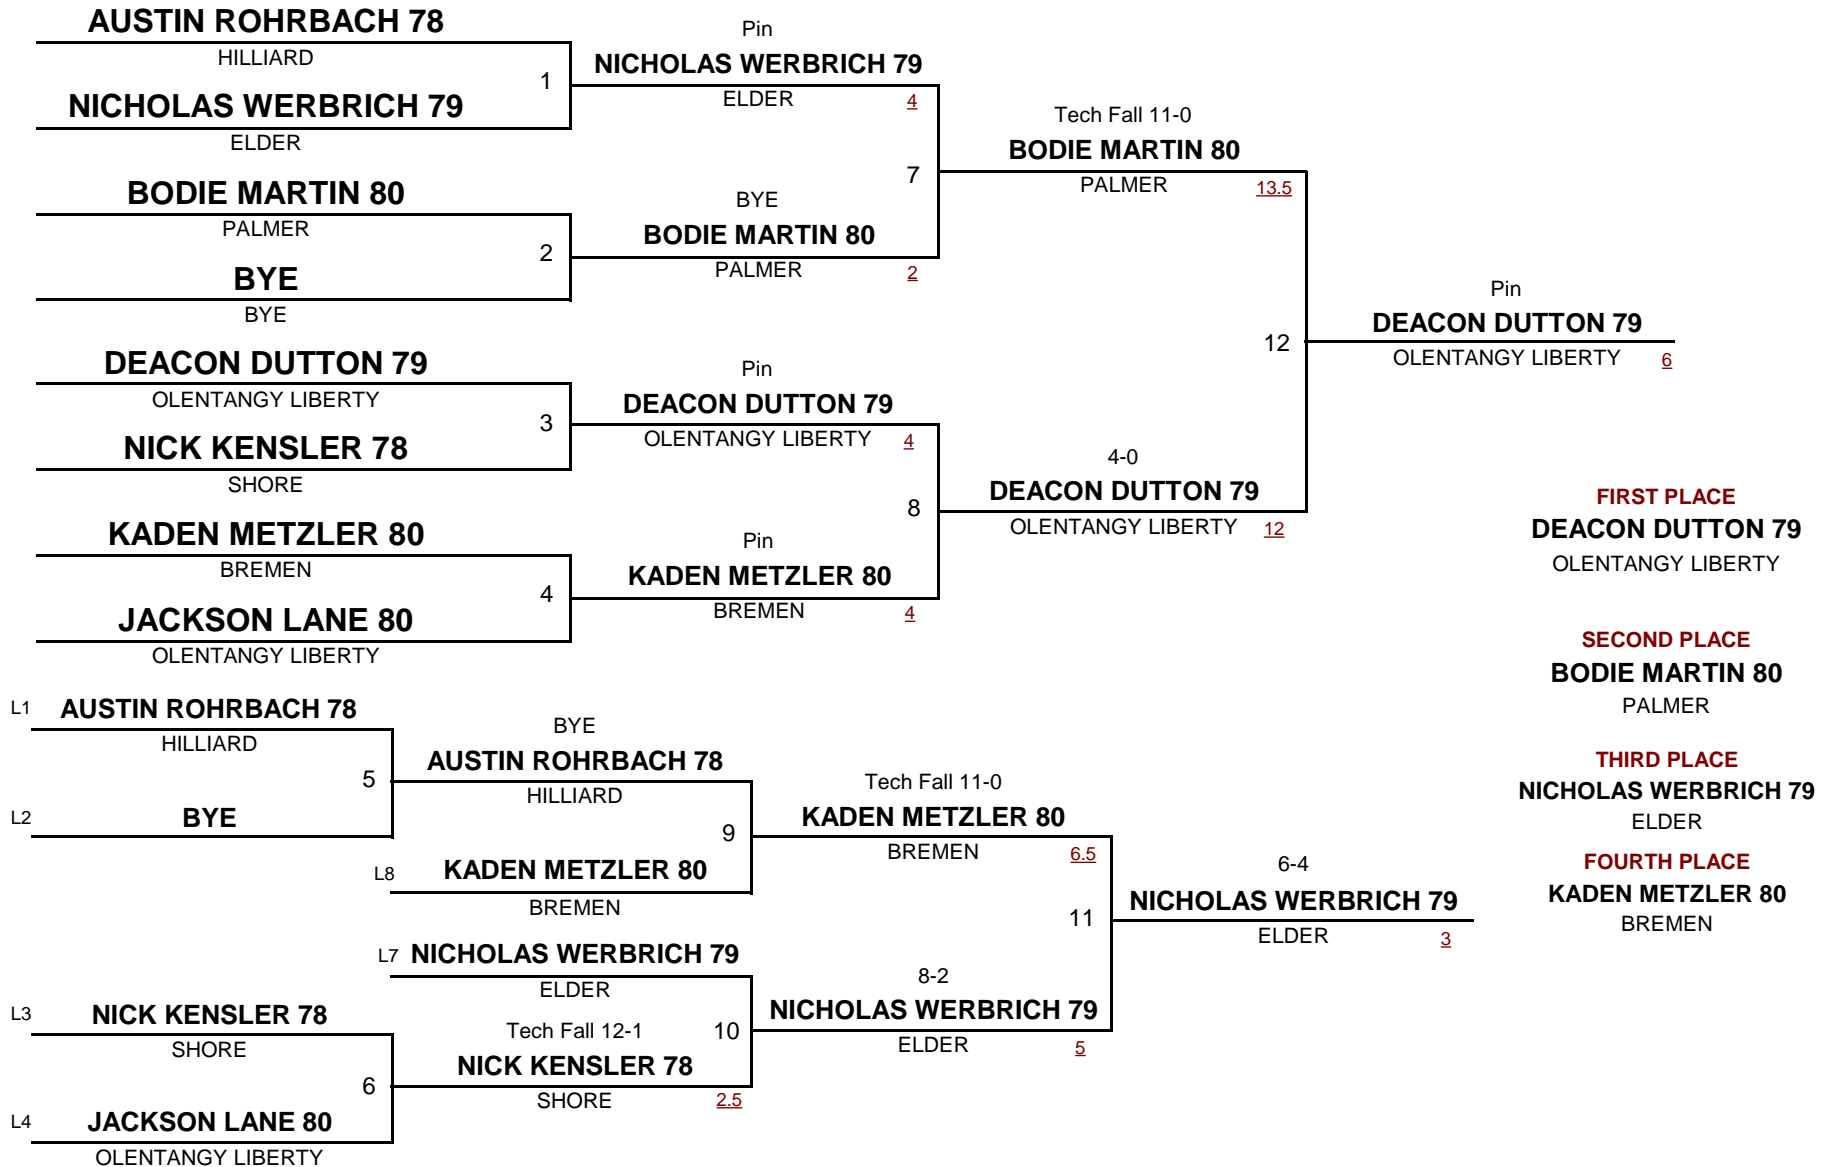 AUSTIN ROHRBACH 78
HILLIARD
1
NICHOLAS WERBRICH 79
ELDER
BODIE MARTIN 80
PALMER
2
BYE
BYE
DEACON DUTTON 79
OLENTANGY LIBERTY
3
NICK KENSLER 78
SHORE
KADEN METZLER 80
BREMEN
4
JACKSON LANE 80
OLENTANGY LIBERTY
Pin
NICHOLAS WERBRICH 79
ELDER 4
7
BYE
BODIE MARTIN 80
PALMER 2
Pin
DEACON DUTTON 79
OLENTANGY LIBERTY 4
8
Pin
KADEN METZLER 80
BREMEN 4
Tech Fall 11-0
BODIE MARTIN 80
PALMER 13.5
12
4-0
DEACON DUTTON 79
OLENTANGY LIBERTY 12
Pin
DEACON DUTTON 79
OLENTANGY LIBERTY 6
FIRST PLACE
DEACON DUTTON 79
OLENTANGY LIBERTY
SECOND PLACE
BODIE MARTIN 80
PALMER
THIRD PLACE
NICHOLAS WERBRICH 79
ELDER
FOURTH PLACE
KADEN METZLER 80
BREMEN
L1 AUSTIN ROHRBACH 78
HILLIARD
5
L2 BYE
BYE
AUSTIN ROHRBACH 78
HILLIARD
9
L8 KADEN METZLER 80
BREMEN
L7 NICHOLAS WERBRICH 79
ELDER
10
L3 NICK KENSLER 78
SHORE
6
L4 JACKSON LANE 80
OLENTANGY LIBERTY
Tech Fall 12-1
NICK KENSLER 78
SHORE 2.5
Tech Fall 11-0
KADEN METZLER 80
BREMEN 6.5
11
8-2
NICHOLAS WERBRICH 79
ELDER 5
6-4
NICHOLAS WERBRICH 79
ELDER 3